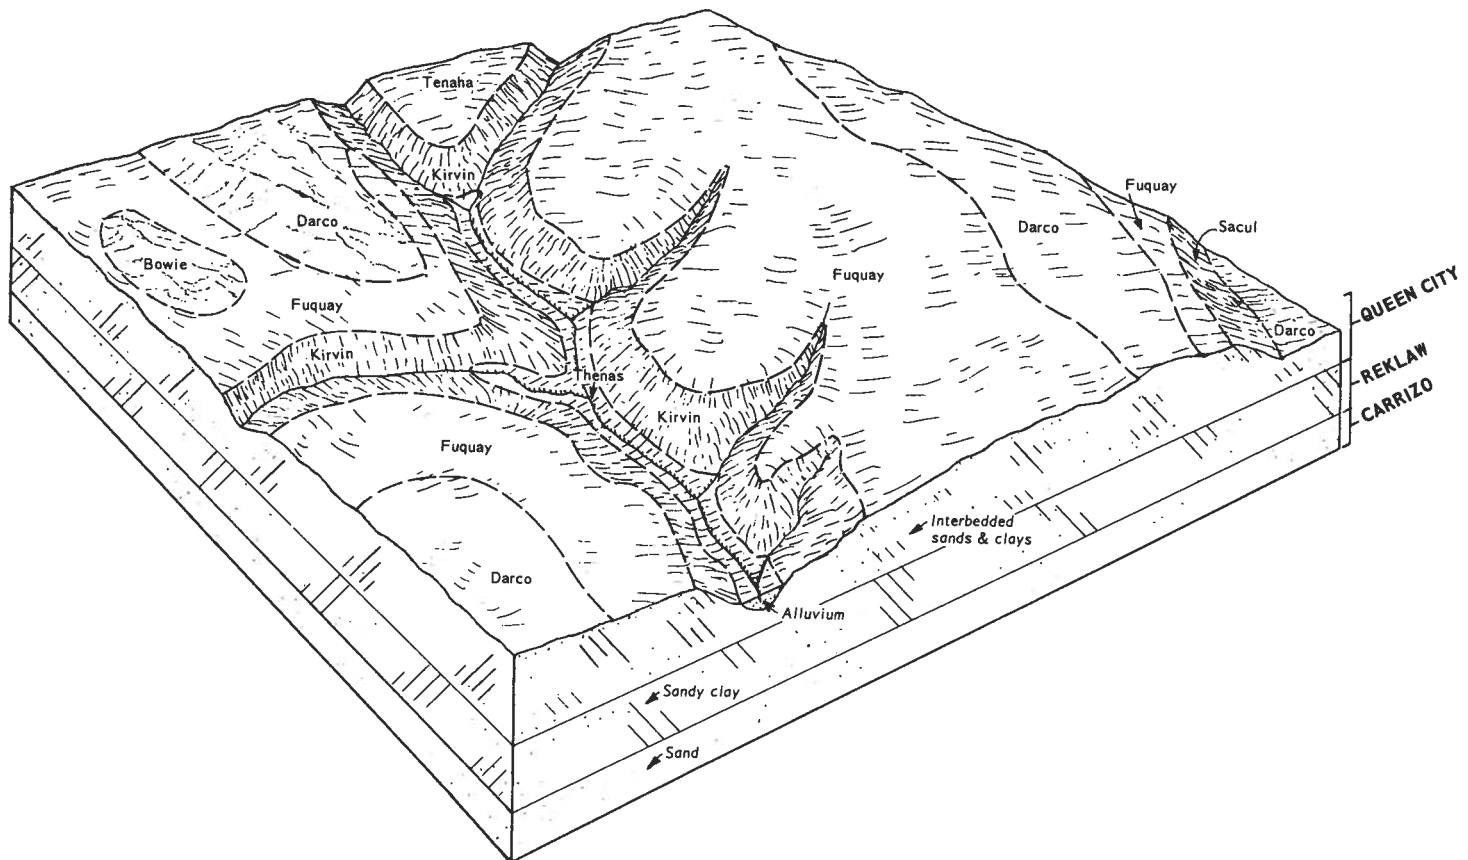 Tenaha
Kirvin
Darco
Bowie
Fuquay
Kirvin
Thenas
Fuquay
Darco
Kirvin
Fuquay
Darco
Fuquay
Sacul
Darco
QUEEN CITY
REKLAW
CARRIZO
Interbedded
sands & clays
Alluvium
Sandy clay
Sand